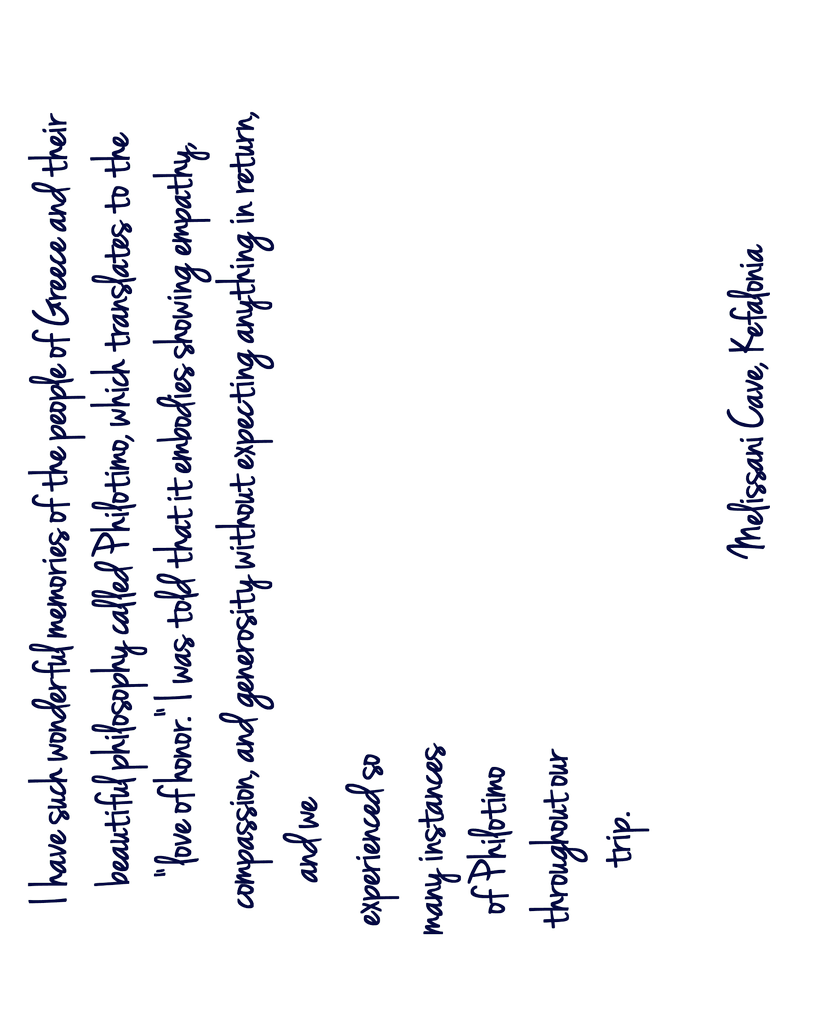 I have such wonderful memories of the people of Greece and their
beautiful philosophy called Philotimo, which translates to the
"love of honor." I was told that it embodies showing empathy,
compassion, and generosity without expecting anything in return,
and we
experienced so
many instances
of Philotimo
throughout our
trip.
Melissani Cave, Kefalonia